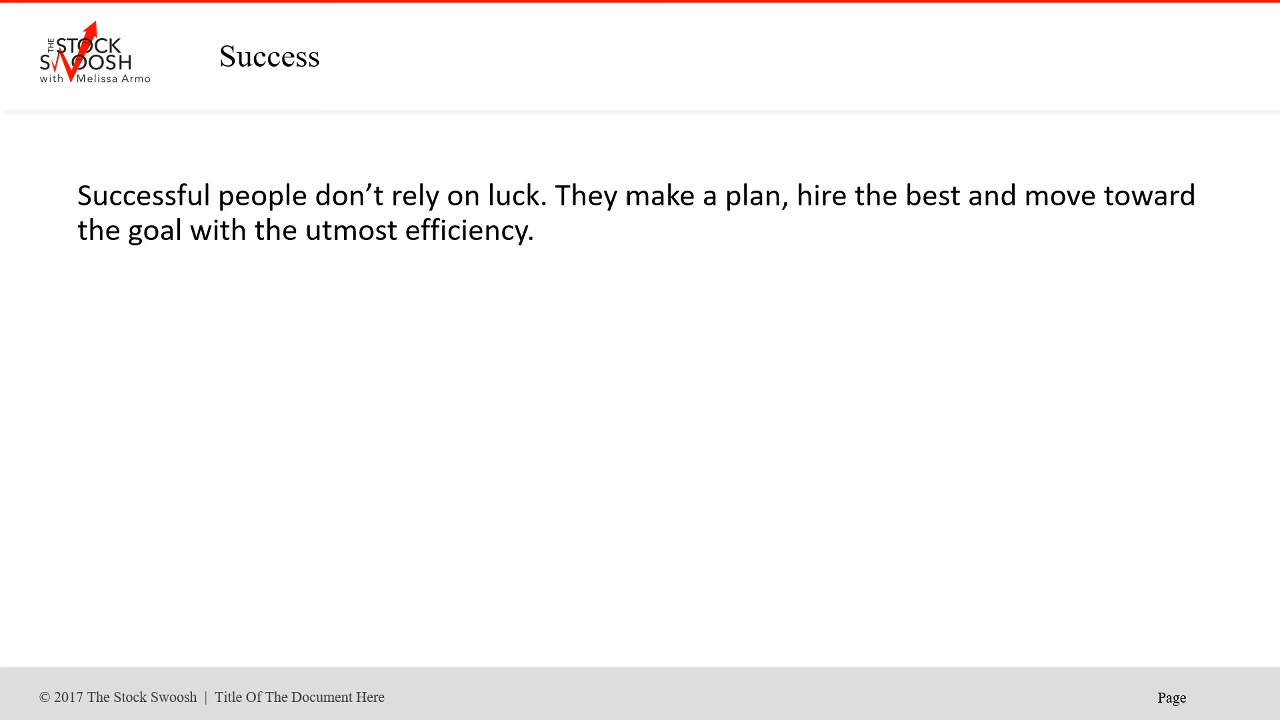 THE STOCK
SWOOSH
with Melissa Armo
Success
Successful people don’t rely on luck. They make a plan, hire the best and move toward
the goal with the utmost efficiency.
© 2017 The Stock Swoosh | Title Of The Document Here
Page